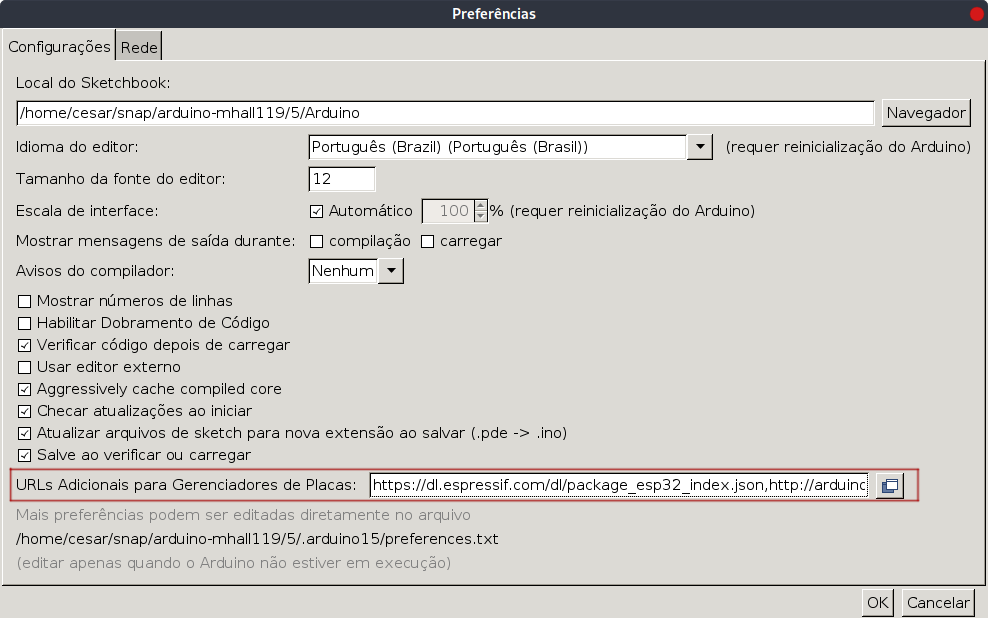 Preferências
Configurações Rede
Local do Sketchbook:
/home/cesar/snap/arduino-mhall119/5/Arduino Navegador
Idioma do editor: Português (Brazil) (Português (Brasil)) (requer reinicialização do Arduino)
Tamanho da fonte do editor: 12
Escala de interface: Automático 100 % (requer reinicialização do Arduino)
Mostrar mensagens de saída durante: compilação carregar
Avisos do compilador: Nenhum
Mostrar números de linhas
Habilitar Dobramento de Código
Verificar código depois de carregar
Usar editor externo
Aggressively cache compiled core
Checar atualizações ao iniciar
Atualizar arquivos de sketch para nova extensão ao salvar (.pde -> .ino)
Salve ao verificar ou carregar
URLs Adicionais para Gerenciadores de Placas: https://dl.espressif.com/dl/package_esp32_index.json,http://arduinc
Mais preferências podem ser editadas diretamente no arquivo
/home/cesar/snap/arduino-mhall119/5/.arduino15/preferences.txt
(editar apenas quando o Arduino não estiver em execução)
OK Cancelar